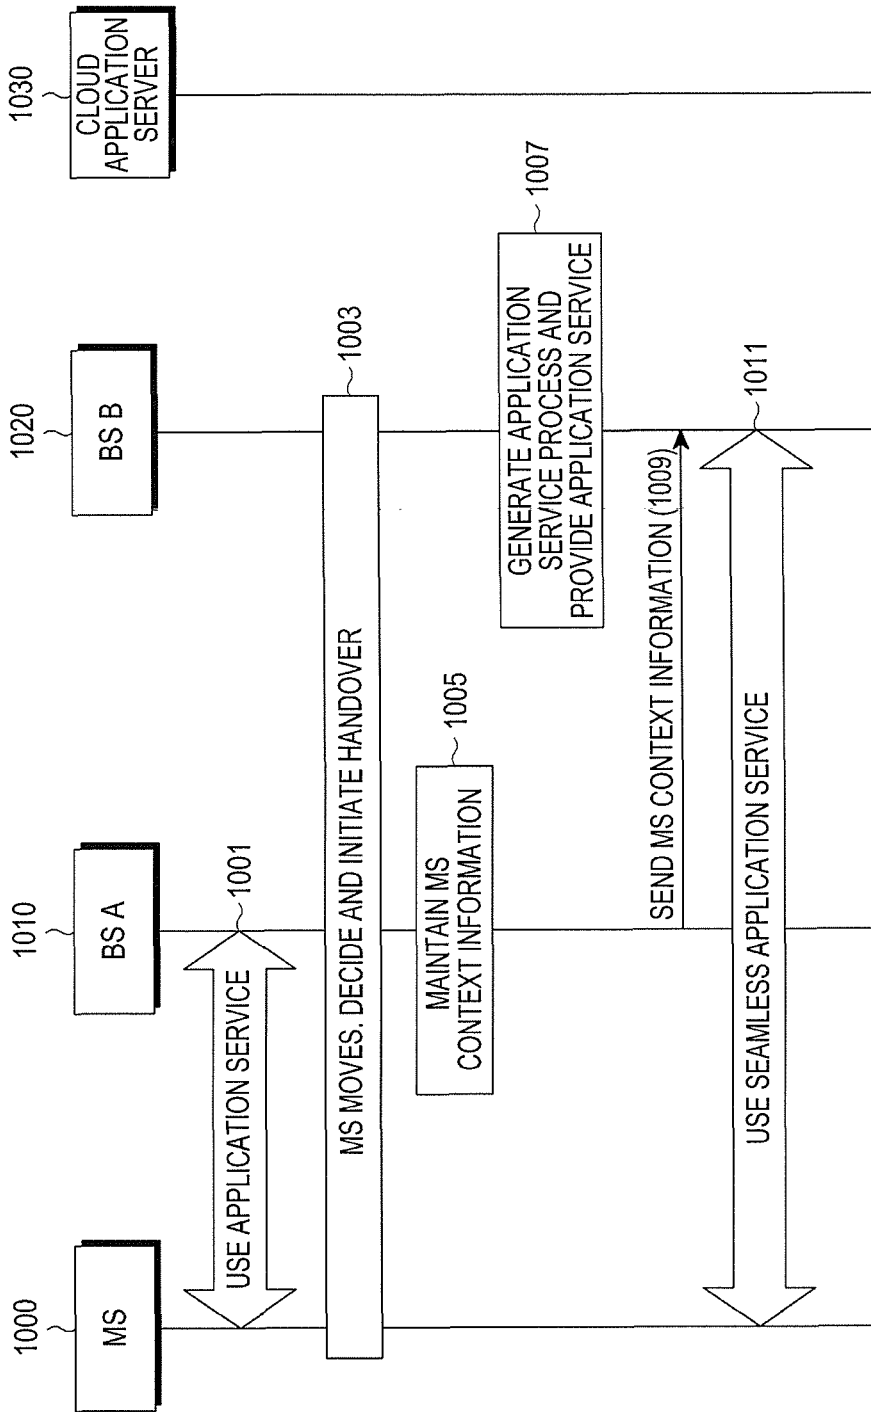 1000
MS
1010
BS A
1020
BS B
1030
CLOUD
APPLICATION
SERVER
USE APPLICATION SERVICE
1001
MS MOVES. DECIDE AND INITIATE HANDOVER
1003
MAINTAIN MS
CONTEXT INFORMATION
1005
GENERATE APPLICATION
SERVICE PROCESS AND
PROVIDE APPLICATION SERVICE
1007
SEND MS CONTEXT INFORMATION (1009)
USE SEAMLESS APPLICATION SERVICE
1011